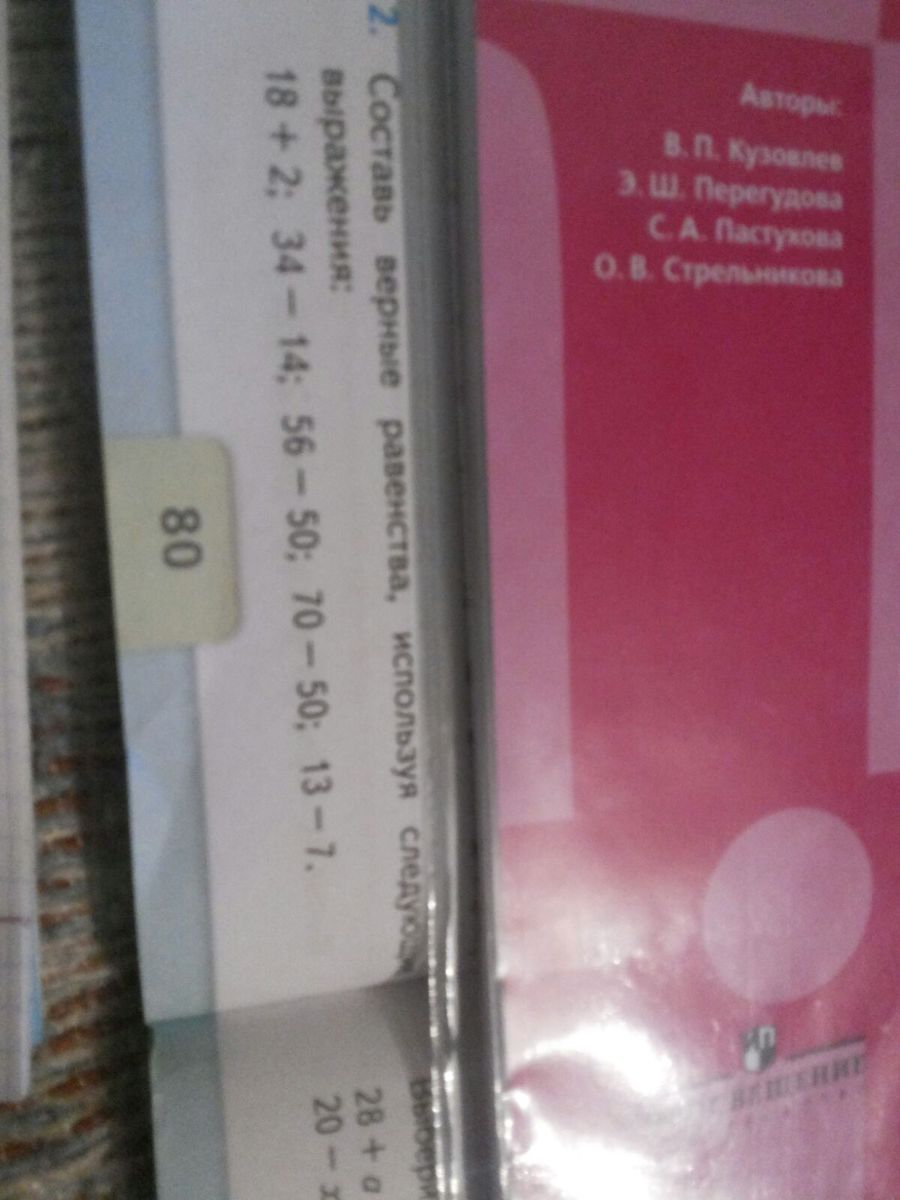 2. Составь верные равенства, используя
выражения:
18 + 2; 34 – 14; 56 – 50; 70 – 50; 13 – 7.
80
28 + a
20 – x
Авторы:
В. П. Кузовлев
Э. Ш. Перегудова
С. А. Пастухова
О. В. Стрельникова